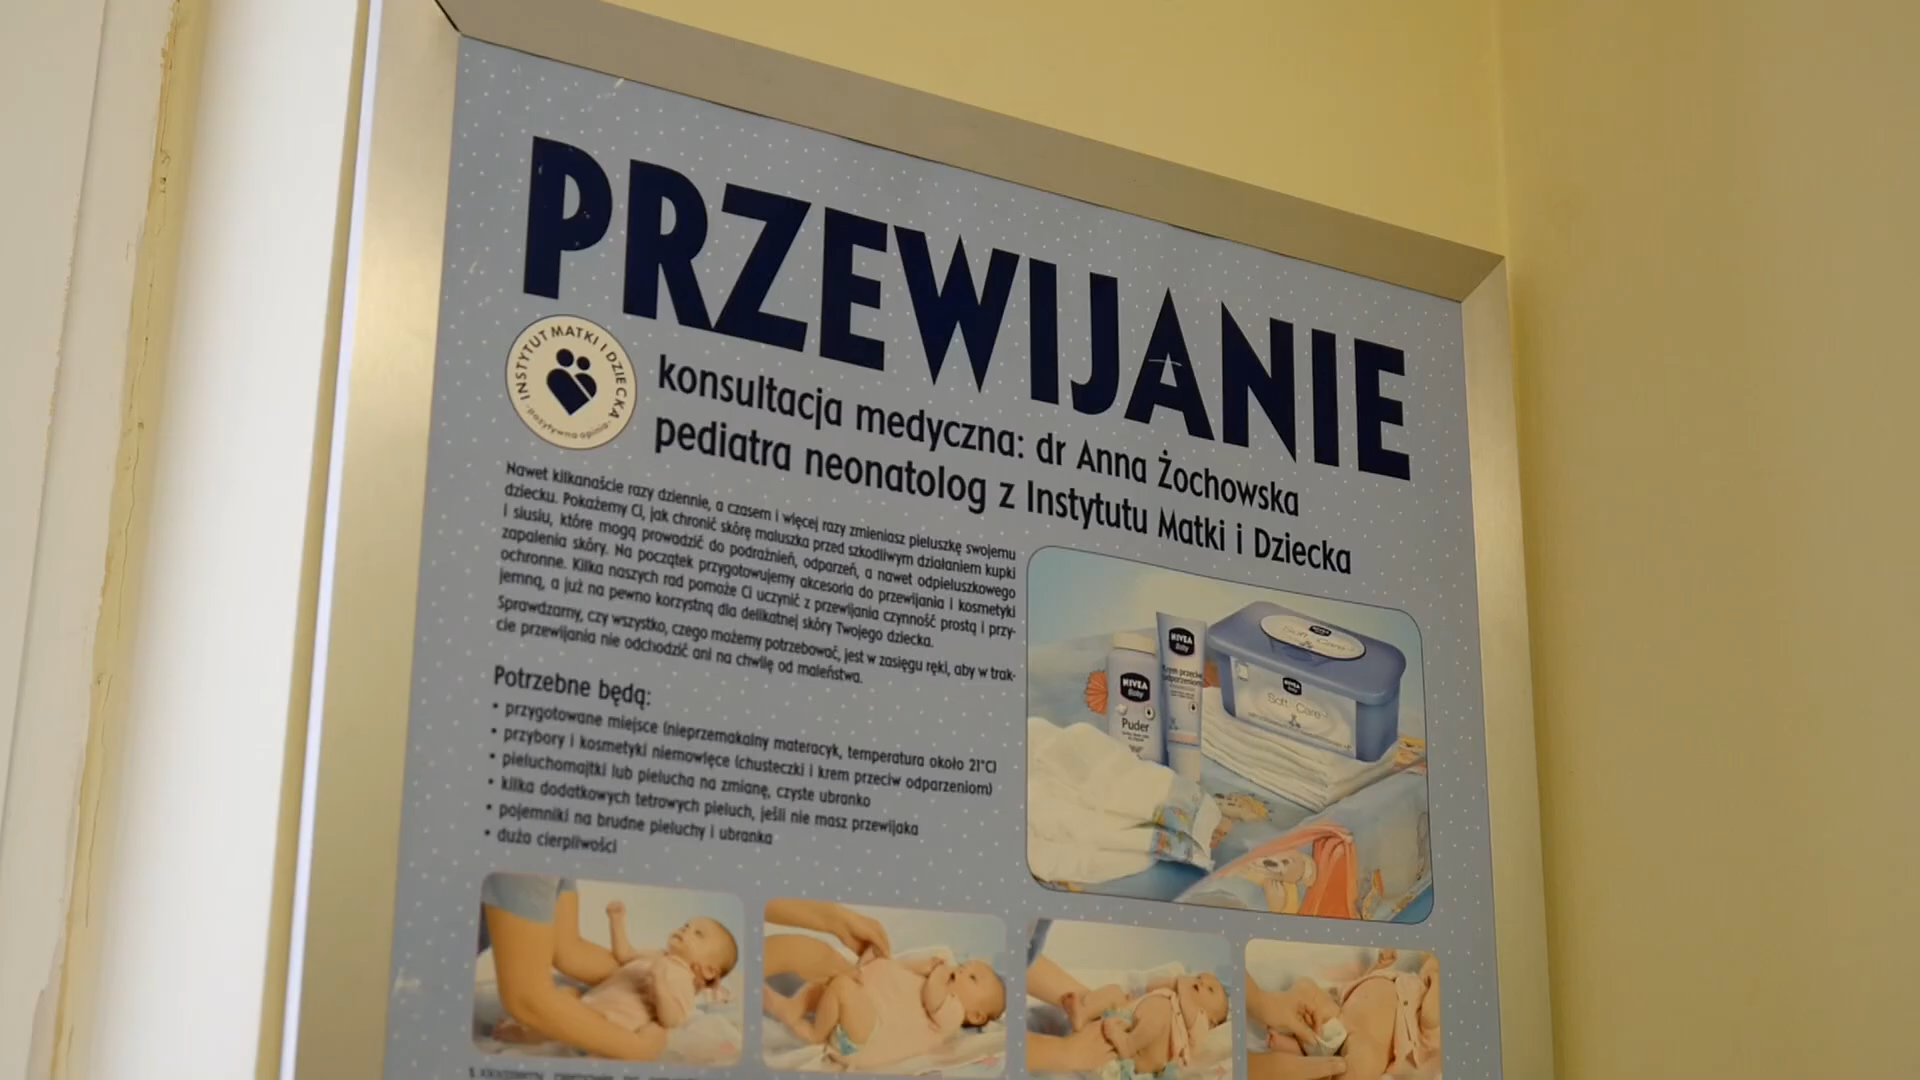 PRZEWIJANIE
INSTYTUT MATKI I DZIECKA
pozytywna opinia
konsultacja medyczna: dr Anna Żochowska
pediatra neonatolog z Instytutu Matki i Dziecka
Nawet kilkanaście razy dziennie, a czasem i więcej razy zmieniasz pieluszkę swojemu
dziecku. Pokażemy Ci, jak chronić skórę maluszka przed szkodliwym działaniem kupki
i siusiu, które mogą prowadzić do podrażnień, odparzeń, a nawet odpieluszkowego
zapalenia skóry. Na początek przygotowujemy akcesoria do przewijania i kosmetyki
ochronne. Kilka naszych rad pomoże Ci uczynić z przewijania czynność prostą i przy-
jemną, a już na pewno korzystną dla delikatnej skóry Twojego dziecka.
Sprawdzamy, czy wszystko, czego możemy potrzebować, jest w zasięgu ręki, aby w trak-
cie przewijania nie odchodzić ani na chwilę od maleństwa.
Potrzebne będą:
• przygotowane miejsce (nieprzemakalny materacyk, temperatura około 21°C)
• przybory i kosmetyki niemowlęce (chusteczki i krem przeciw odparzeniom)
• pieluchomajtki lub pielucha na zmianę, czyste ubranko
• kilka dodatkowych tetrowych pieluch, jeśli nie masz przewijaka
• pojemniki na brudne pieluchy i ubranka
• dużo cierpliwości
NIVEA
Baby
Puder
NIVEA
Baby
Krem przeciw
odparzeniom
Soft & Care
NIVEA
Soft & Care